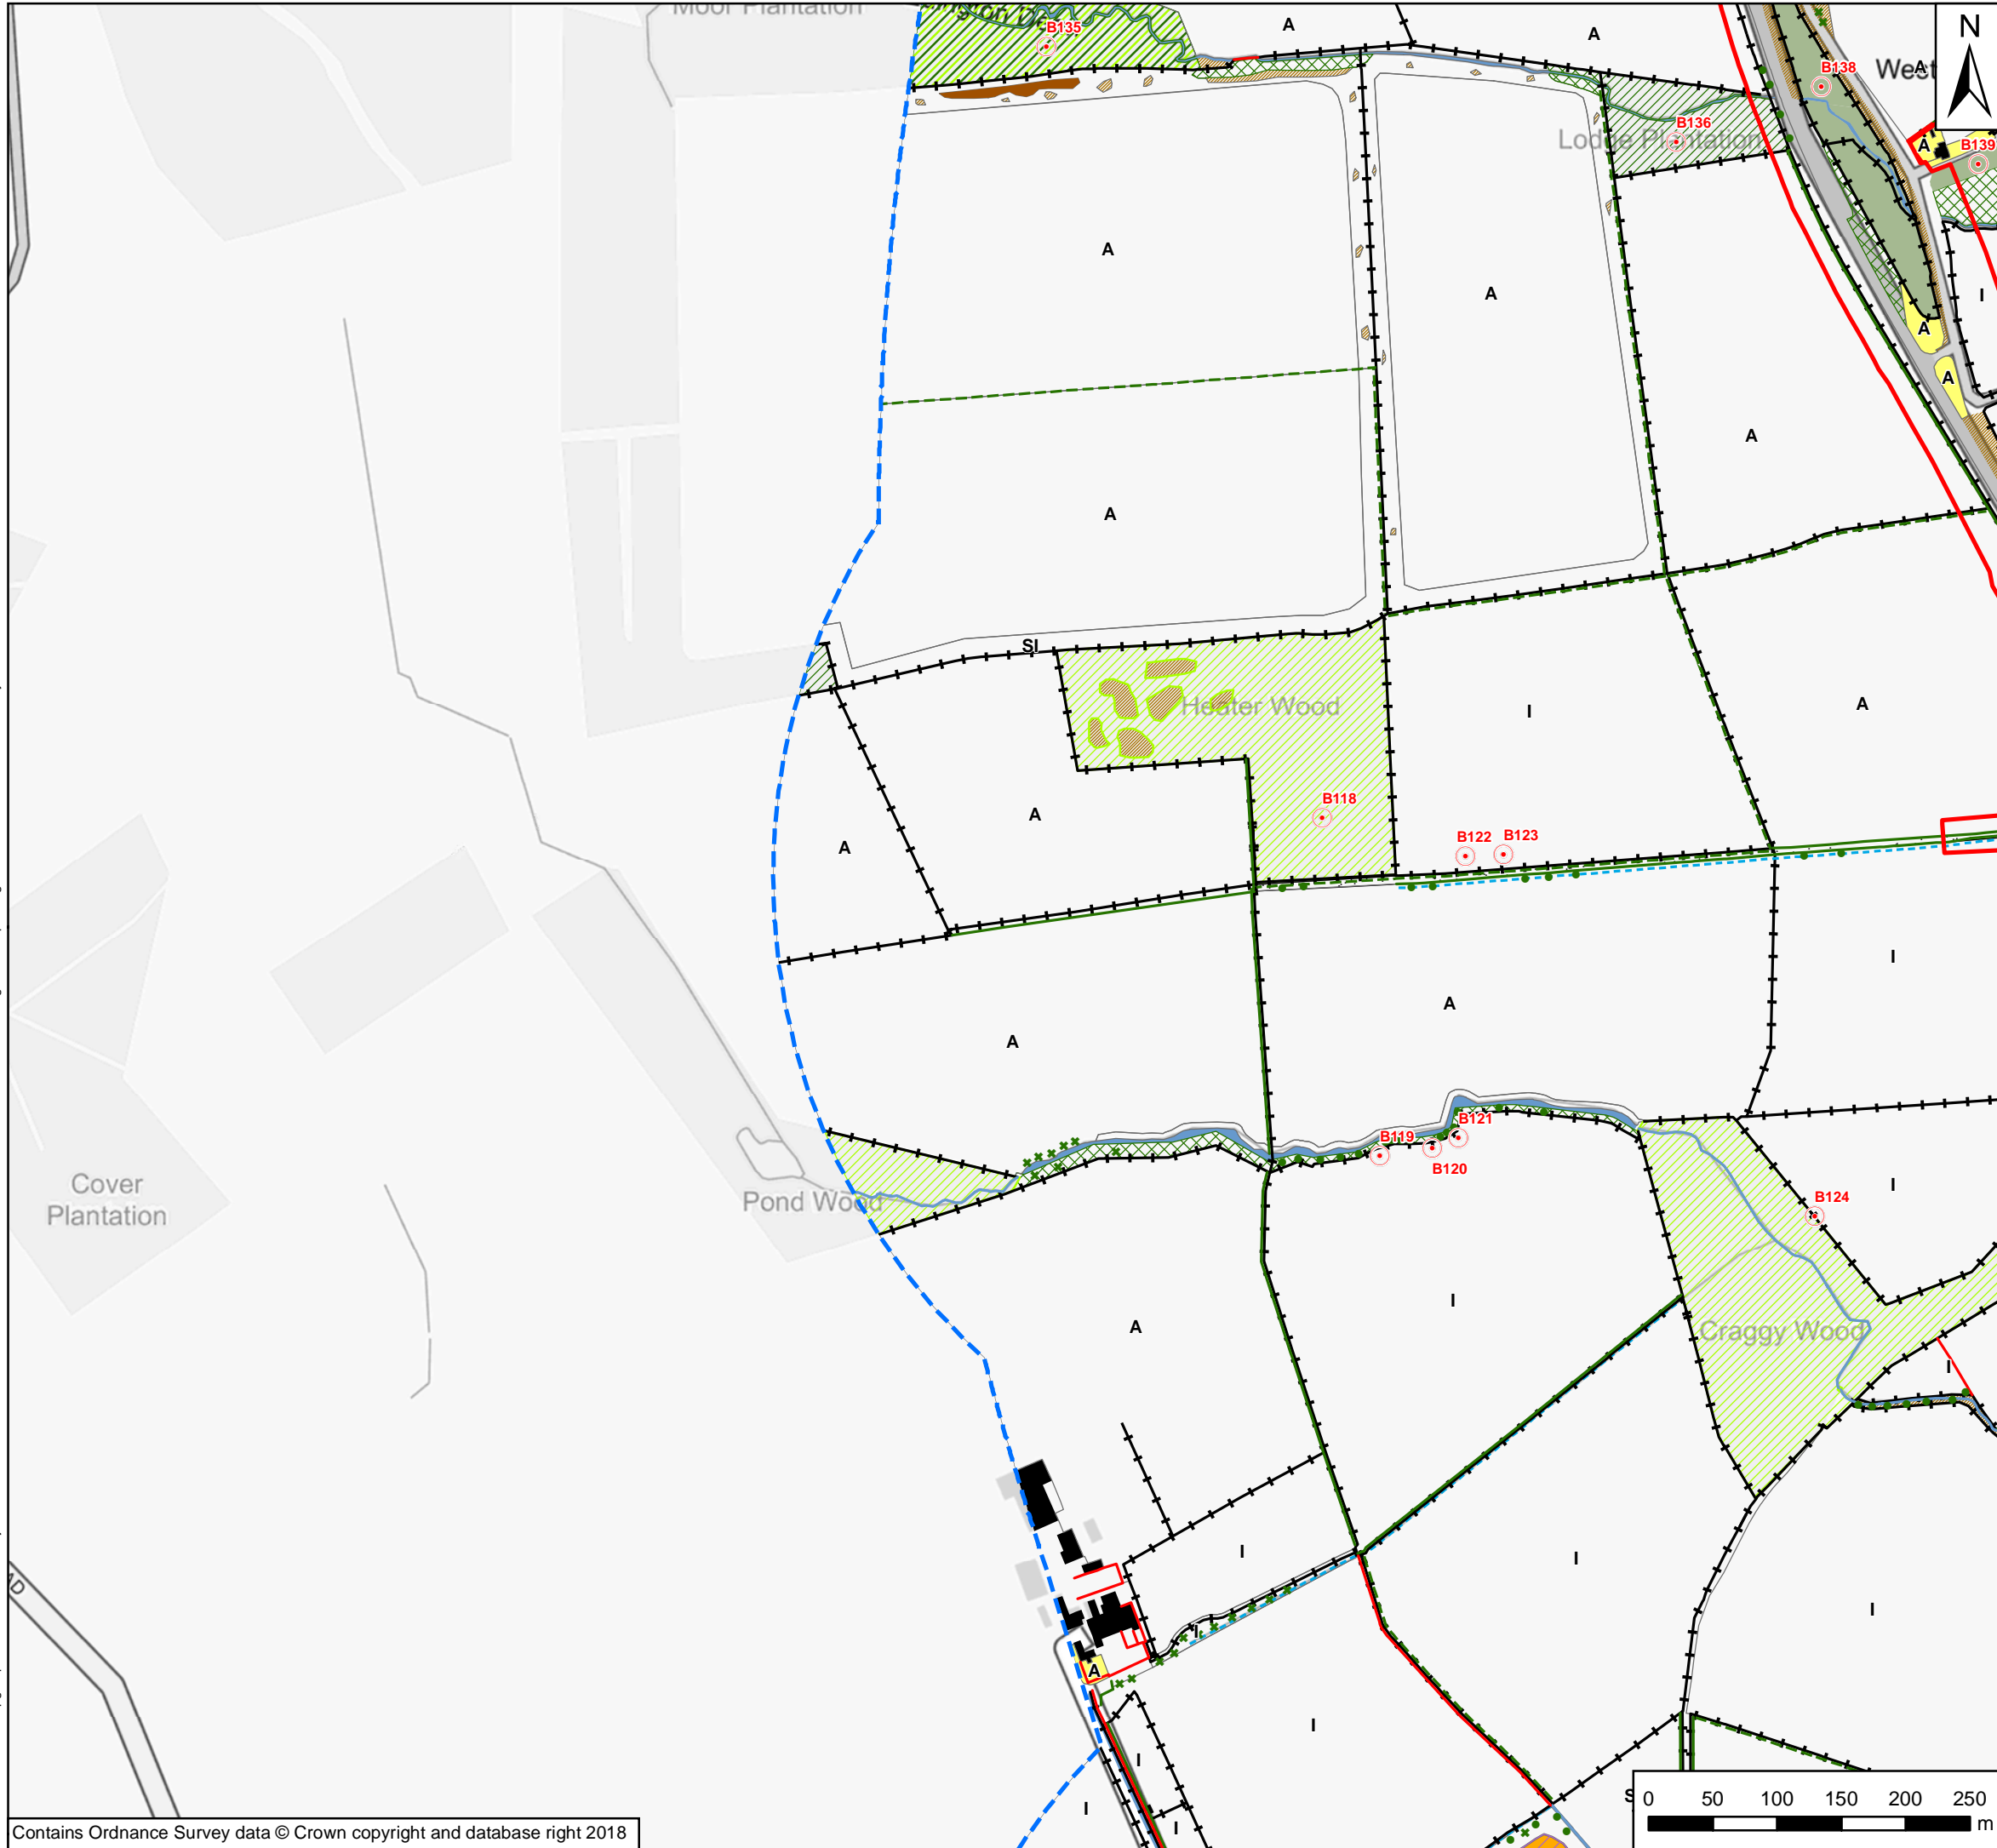 Moor Plantation
B135
A
A
N
B138
A
West
B136
Lodge Plantation
A
B139
A
A
I
A
A
A
A
SI
Heater Wood
I
A
B118
A
A
B122
B123
I
A
A
B119
B121
B120
Cover
Plantation
Pond Wood
I
B124
I
A
Craggy Wood
I
I
I
I
I
A
I
I
I
I
0 50 100 150 200 250
m
Contains Ordnance Survey data © Crown copyright and database right 2018